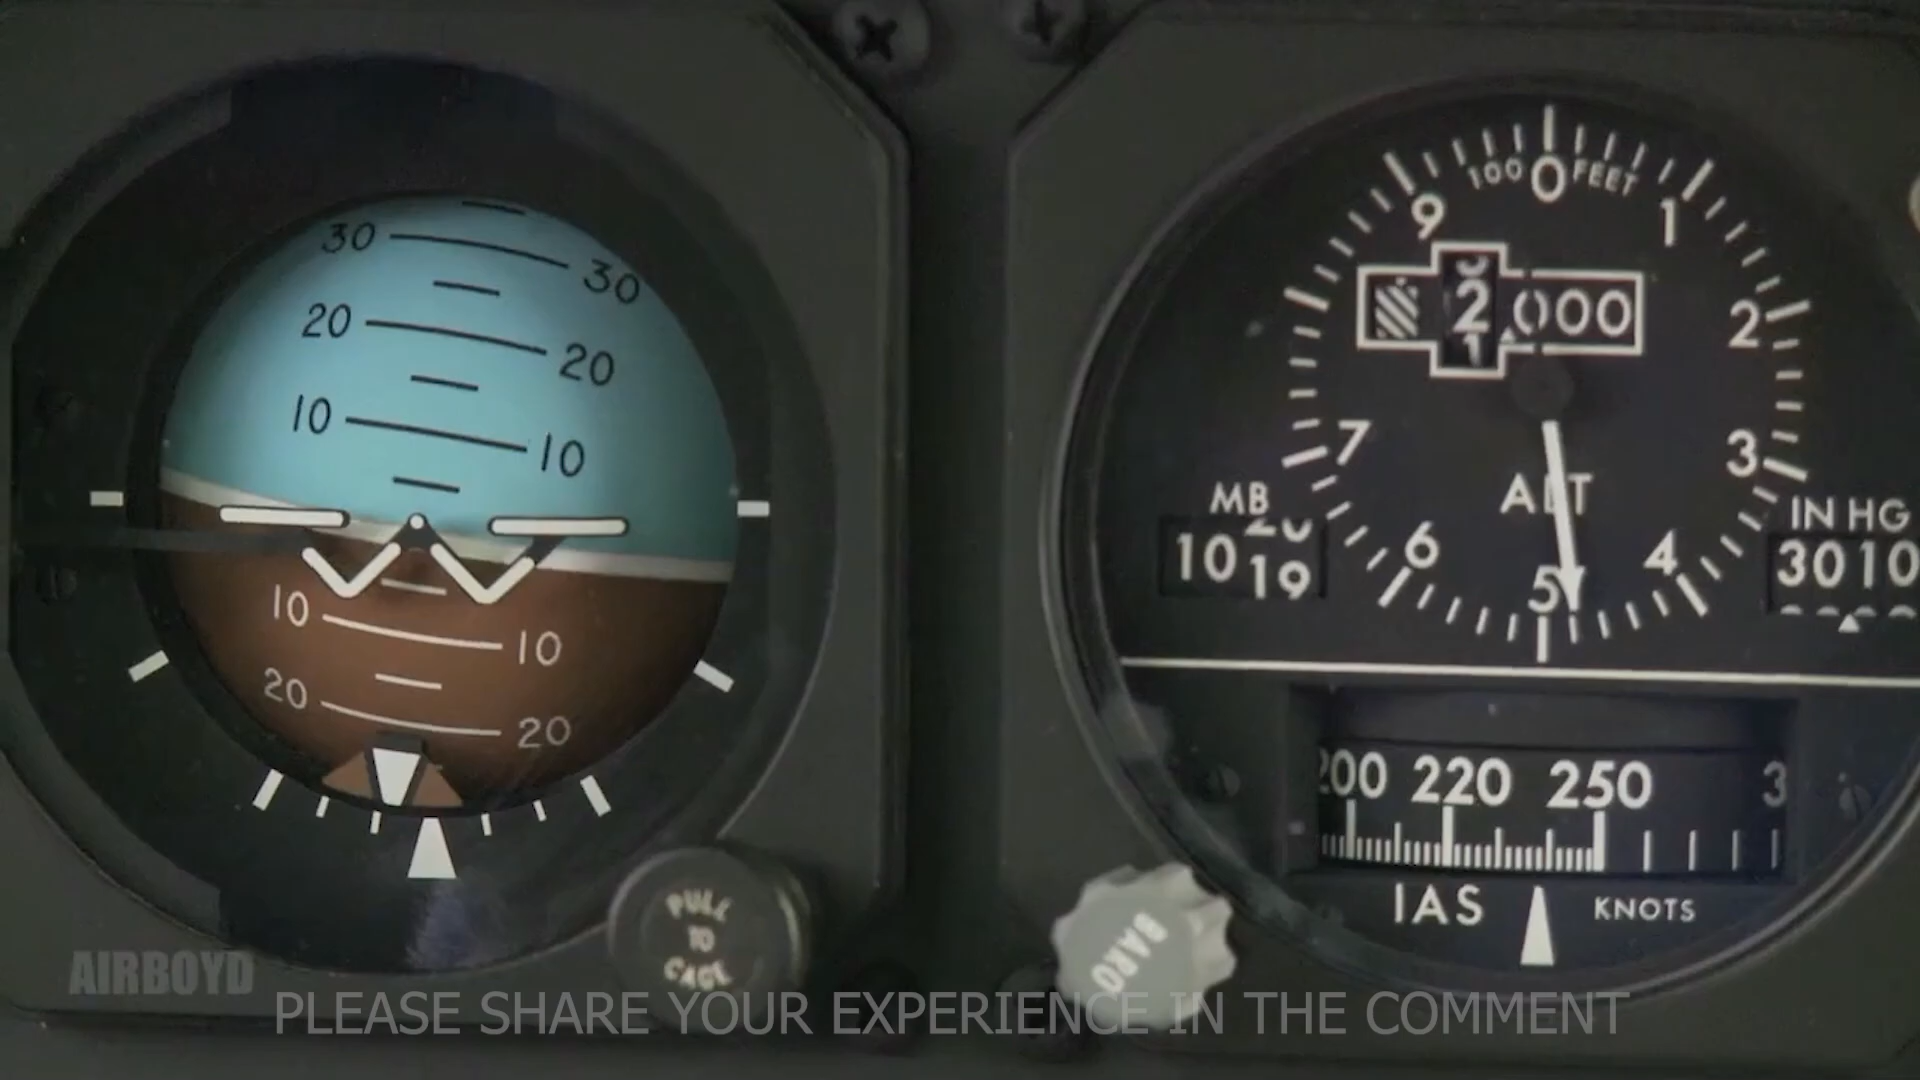 30 30
20 20
10 10
10 10
20 20
PULL
TO
CAGE
100 FEET
0
9 1
2 000
1
2
7 3
ALT
MB IN HG
10 19 3010
6 4
5
200 220 250 3
IAS KNOTS
BARO
AIRBOYD
PLEASE SHARE YOUR EXPERIENCE IN THE COMMENT